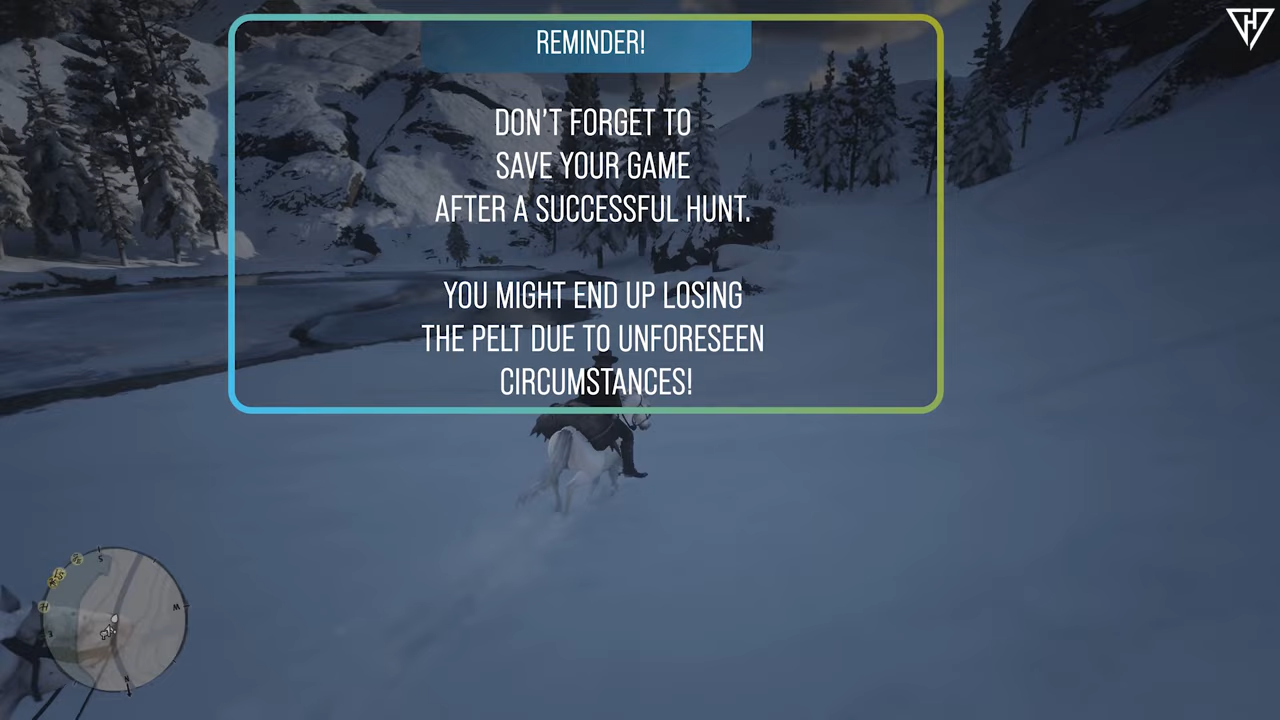 REMINDER!
DON'T FORGET TO
SAVE YOUR GAME
AFTER A SUCCESSFUL HUNT.
YOU MIGHT END UP LOSING
THE PELT DUE TO UNFORESEEN
CIRCUMSTANCES!
S
W
H
E
N